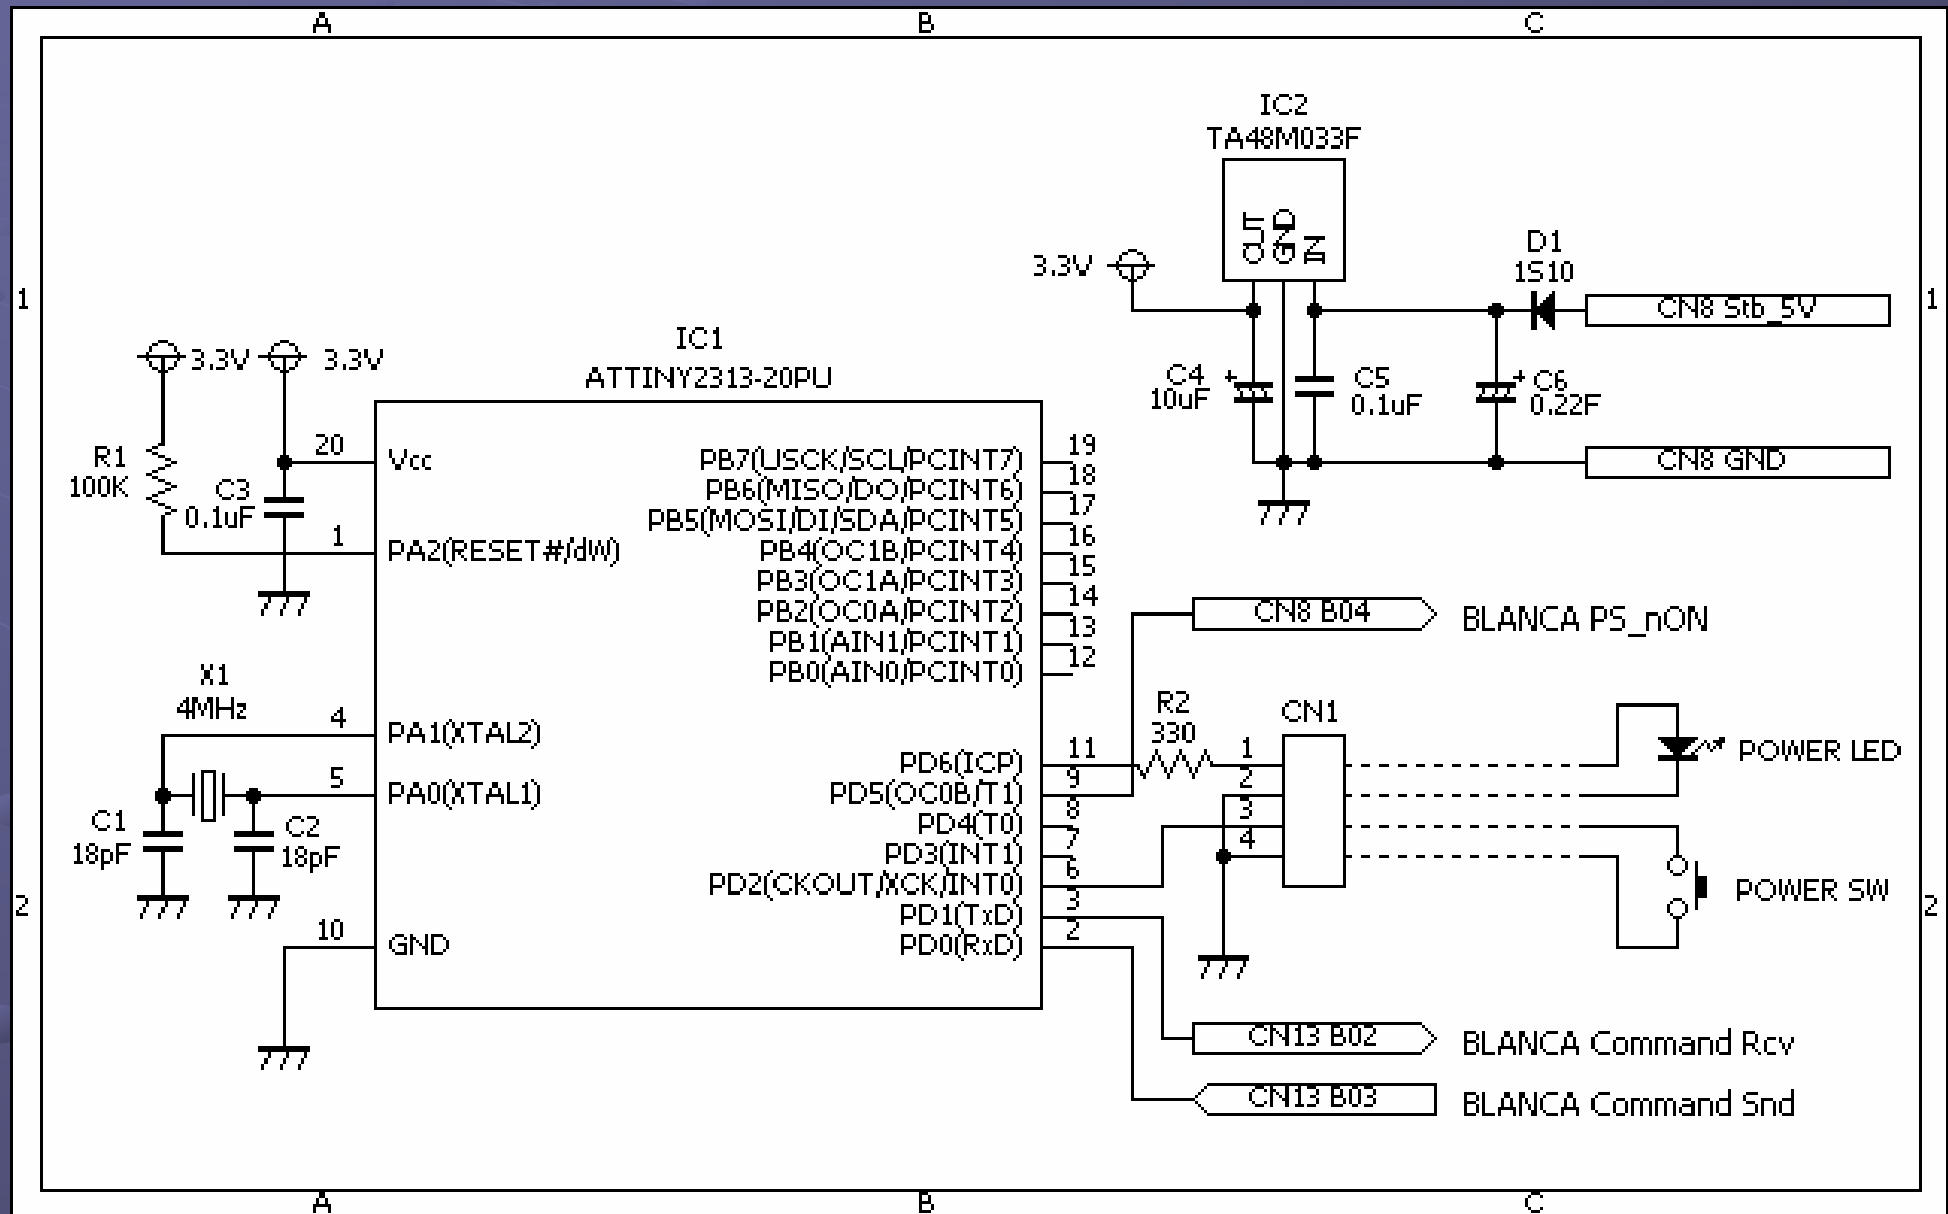 A
B
C
IC2
TA48M033F
OUT
GND
IN
3.3V
D1
1S10
CN8 Stb_5V
1
1
C4
10uF
+
C5
0.1uF
+
C6
0.22F
CN8 GND
3.3V
3.3V
IC1
ATTINY2313-20PU
R1
100K
C3
0.1uF
20
Vcc
1
PA2(RESET#/dW)
X1
4MHz
4
PA1(XTAL2)
5
PA0(XTAL1)
C1
18pF
C2
18pF
10
GND
PB7(USCK/SCL/PCINT7)
19
PB6(MISO/DO/PCINT6)
18
PB5(MOSI/DI/SDA/PCINT5)
17
PB4(OC1B/PCINT4)
16
PB3(OC1A/PCINT3)
15
PB2(OC0A/PCINT2)
14
PB1(AIN1/PCINT1)
13
PB0(AIN0/PCINT0)
12
PD6(ICP)
11
PD5(OC0B/T1)
9
PD4(T0)
8
PD3(INT1)
7
PD2(CKOUT/XCK/INT0)
6
PD1(TxD)
3
PD0(RxD)
2
CN8 B04
BLANCA PS_nON
R2
330
CN1
1
2
3
4
POWER LED
POWER SW
2
2
CN13 B02
BLANCA Command Rcv
CN13 B03
BLANCA Command Snd
A
B
C